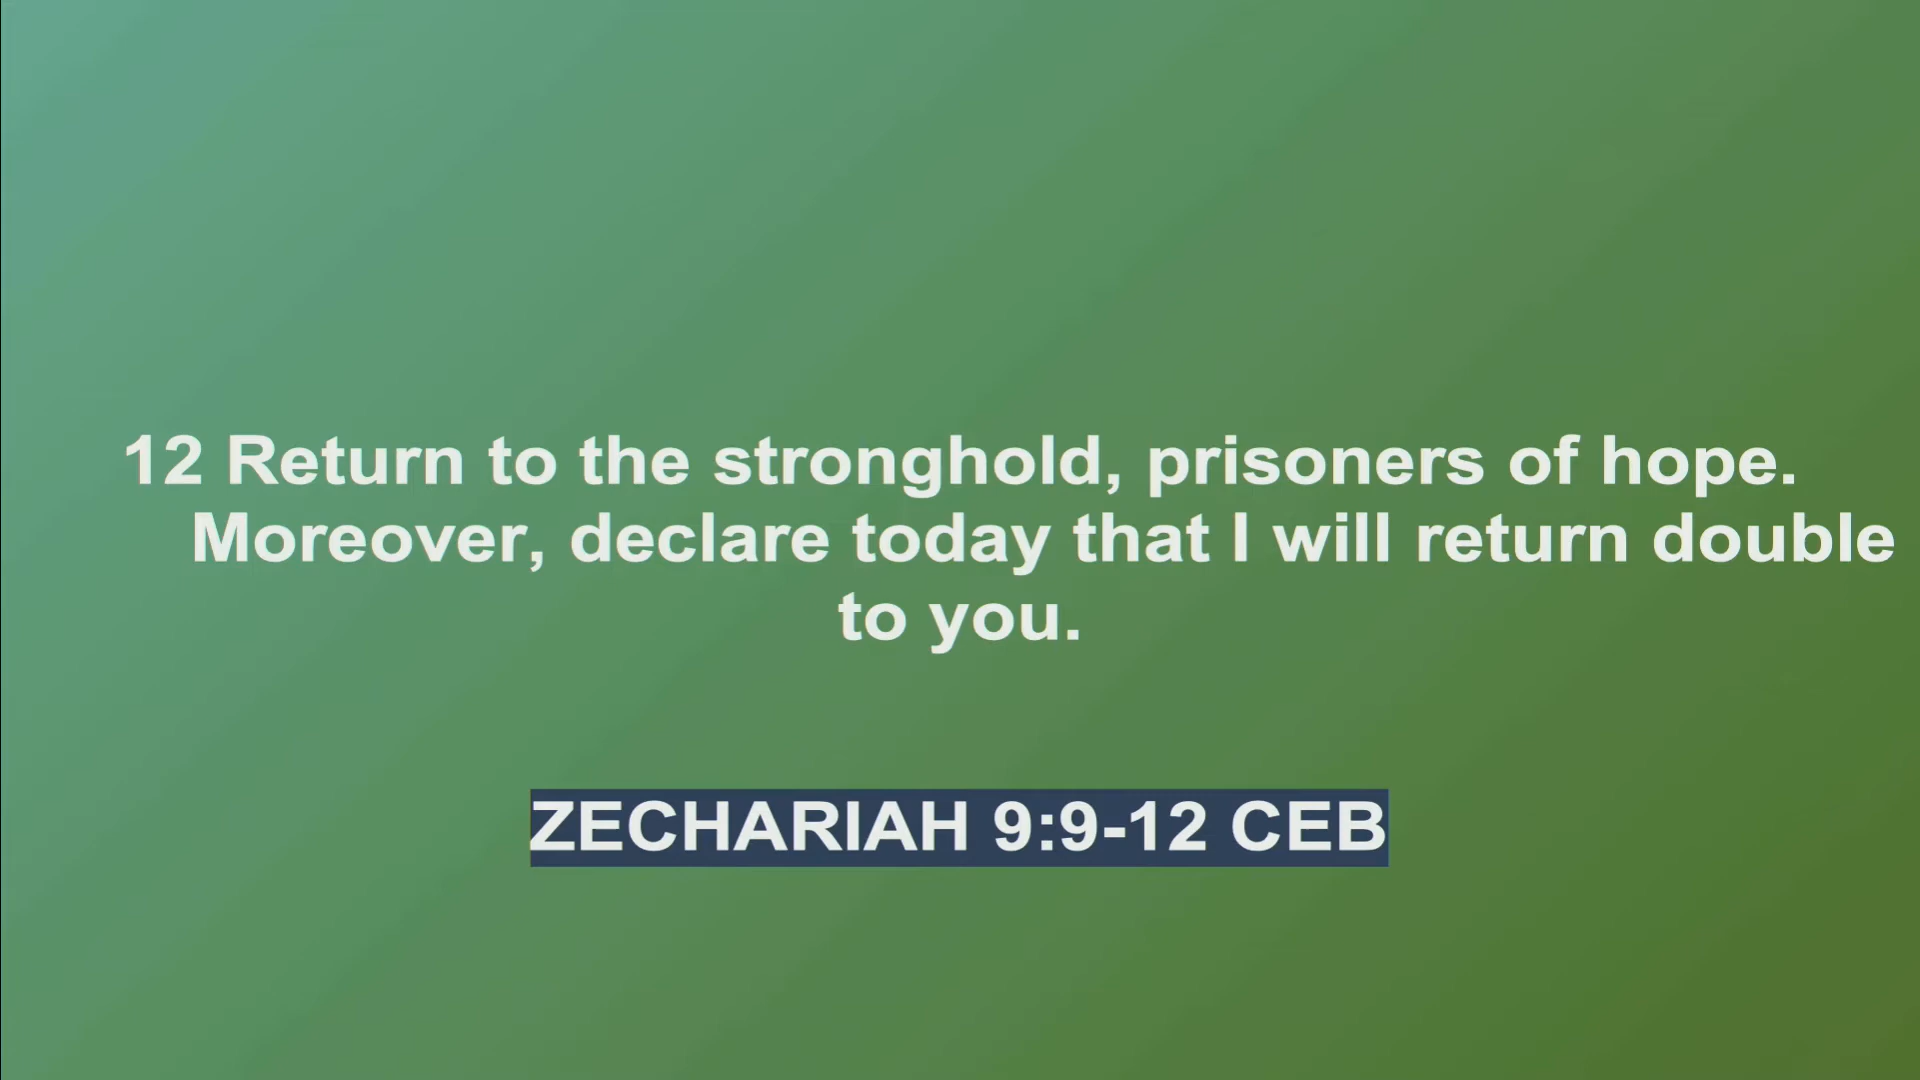 12 Return to the stronghold, prisoners of hope.
Moreover, declare today that I will return double
to you.
ZECHARIAH 9:9-12 CEB